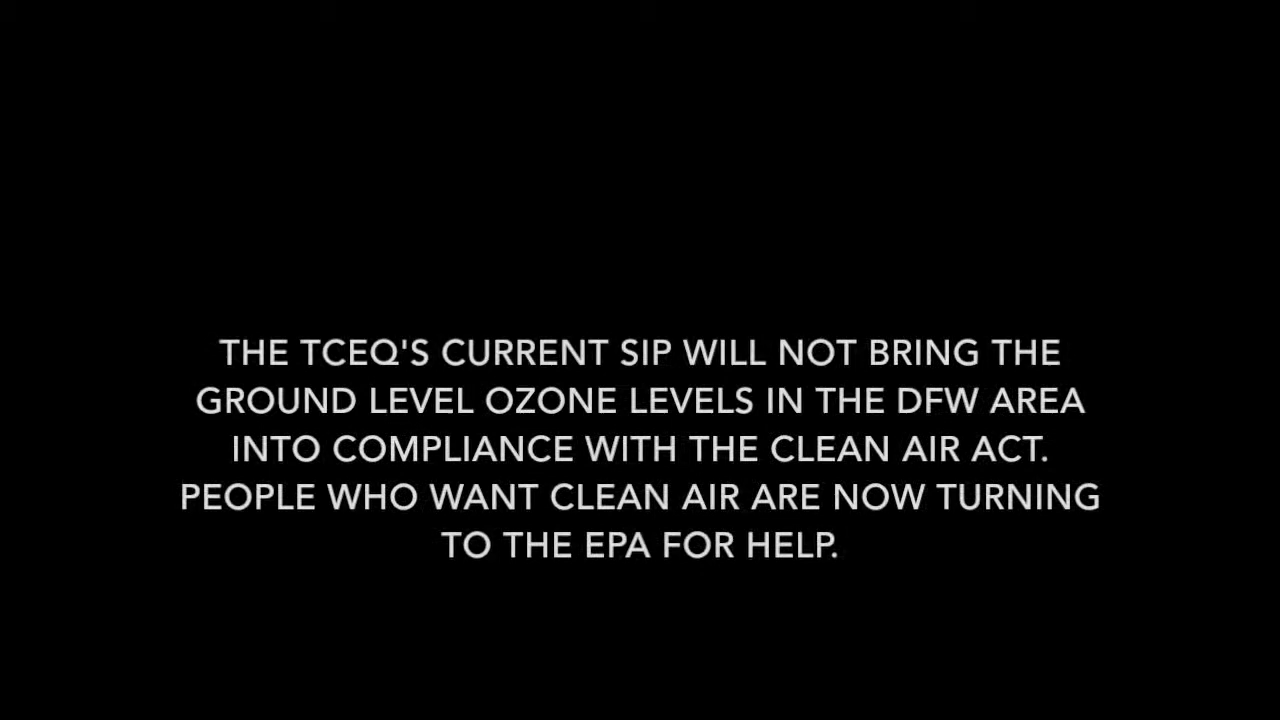 THE TCEQ'S CURRENT SIP WILL NOT BRING THE
GROUND LEVEL OZONE LEVELS IN THE DFW AREA
INTO COMPLIANCE WITH THE CLEAN AIR ACT.
PEOPLE WHO WANT CLEAN AIR ARE NOW TURNING
TO THE EPA FOR HELP.